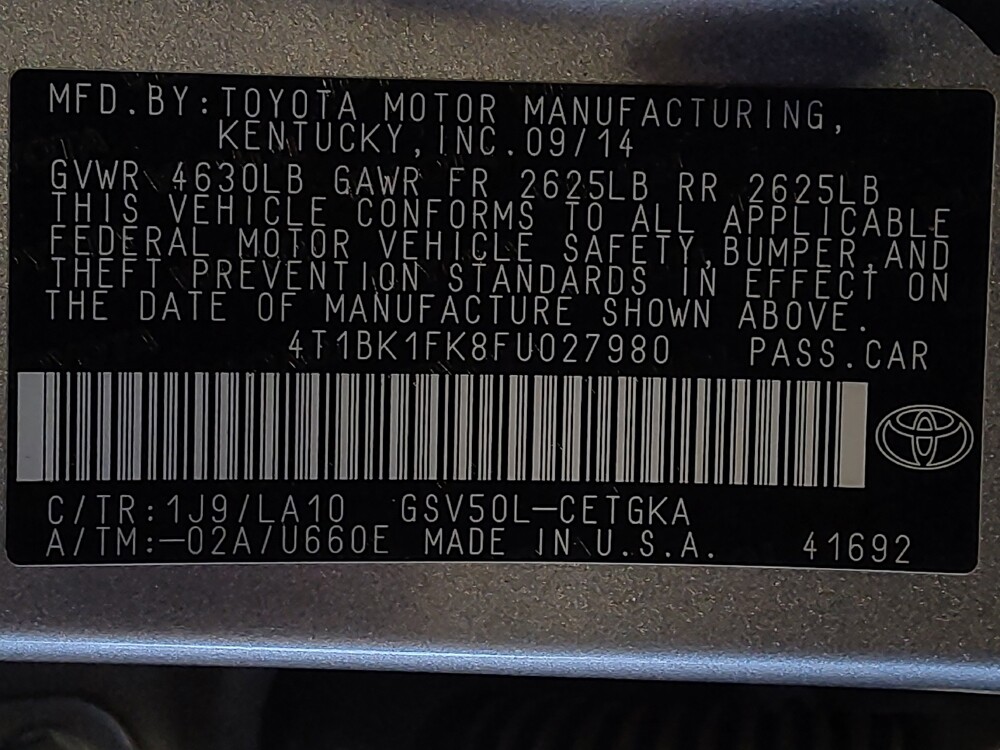 MFD.BY:TOYOTA MOTOR MANUFACTURING,
KENTUCKY,INC.09/14
GVWR 4630LB GAWR FR 2625LB RR 2625LB
THIS VEHICLE CONFORMS TO ALL APPLICABLE
FEDERAL MOTOR VEHICLE SAFETY,BUMPER,AND
THEFT PREVENTION STANDARDS IN EFFECT ON
THE DATE OF MANUFACTURE SHOWN ABOVE.
4T1BK1FK8FU027980 PASS.CAR
C/TR:1J9/LA10 GSV50L-CETGKA
A/TM:-02A/U660E MADE IN U.S.A. 41692